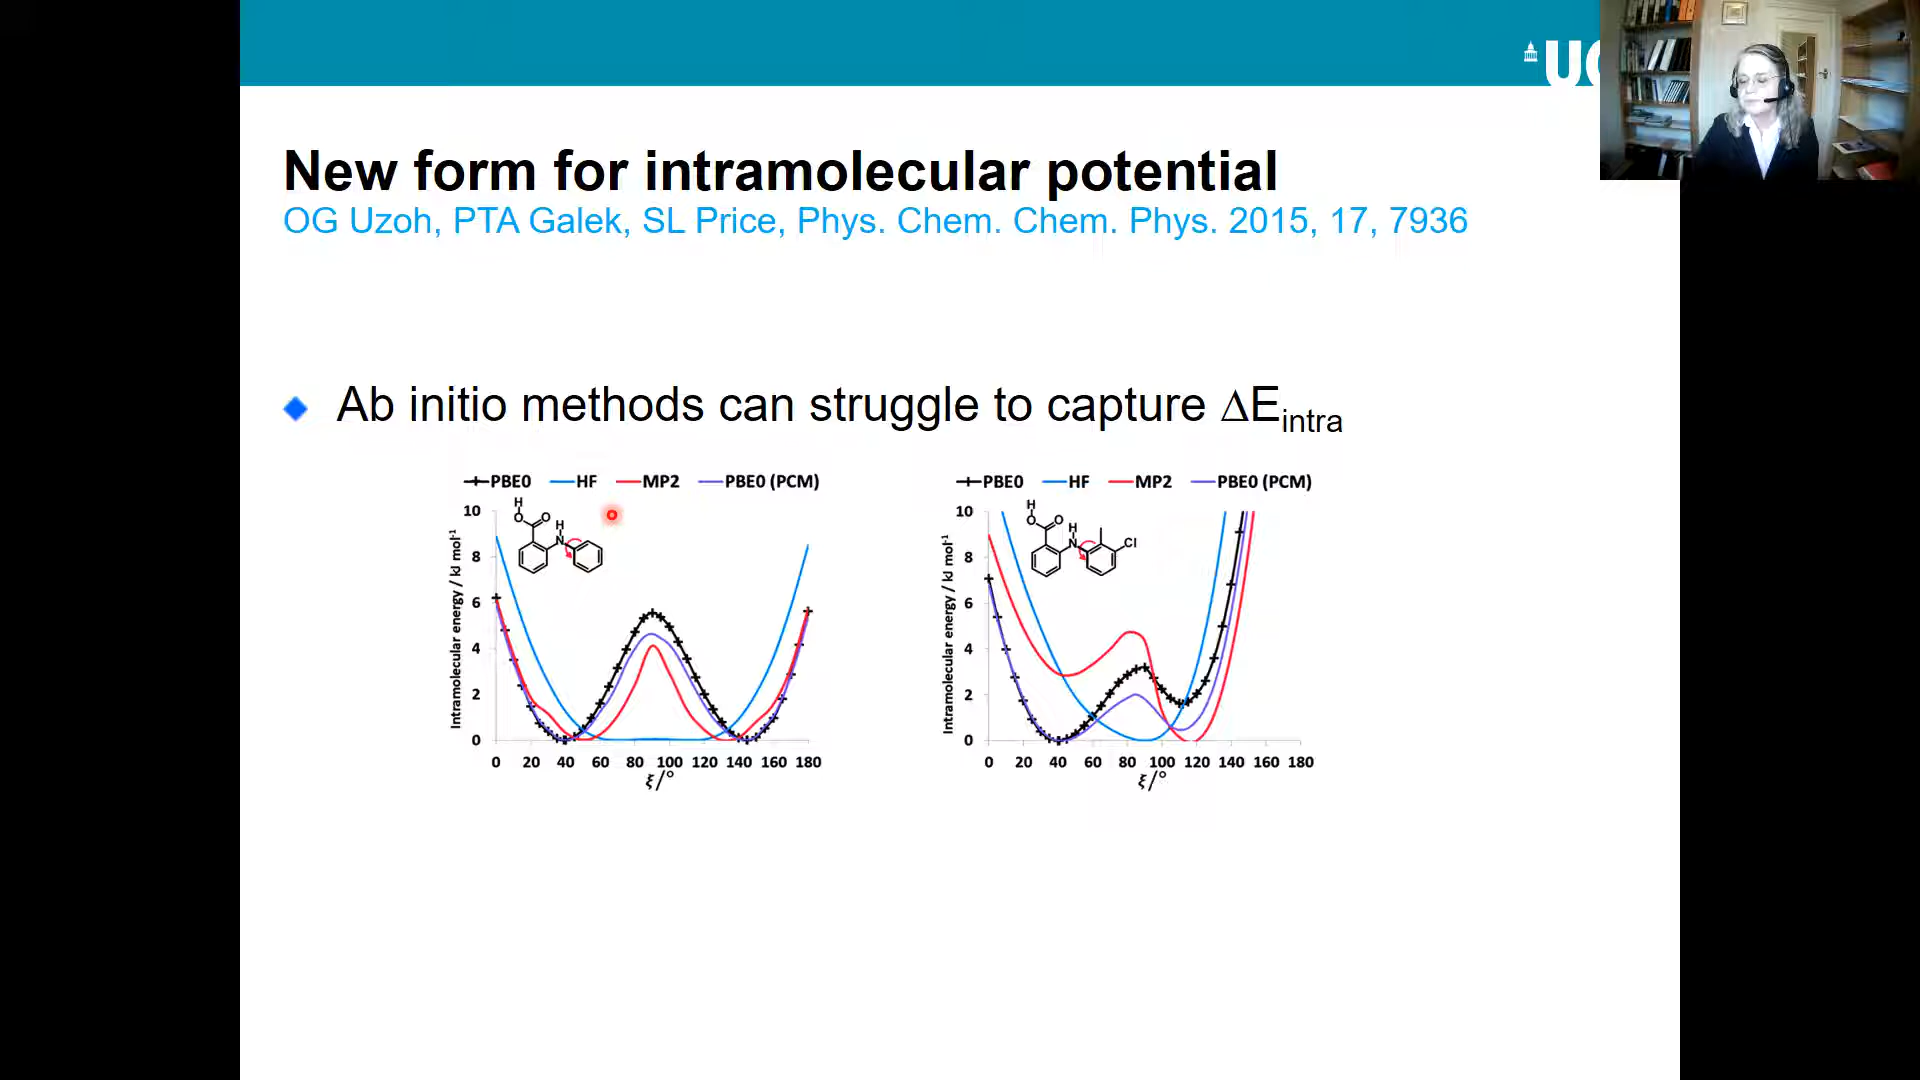 UC
New form for intramolecular potential
OG Uzoh, PTA Galek, SL Price, Phys. Chem. Chem. Phys. 2015, 17, 7936
Ab initio methods can struggle to capture ΔEintra
PBE0 HF MP2 PBE0 (PCM)
Intramolecular energy / kJ mol-1
10
8
6
4
2
0
H
O
O
H
N
0 20 40 60 80 100 120 140 160 180
ξ/°
PBE0 HF MP2 PBE0 (PCM)
Intramolecular energy / kJ mol-1
10
8
6
4
2
0
H
O
O
H
N
Cl
0 20 40 60 80 100 120 140 160 180
ξ/°